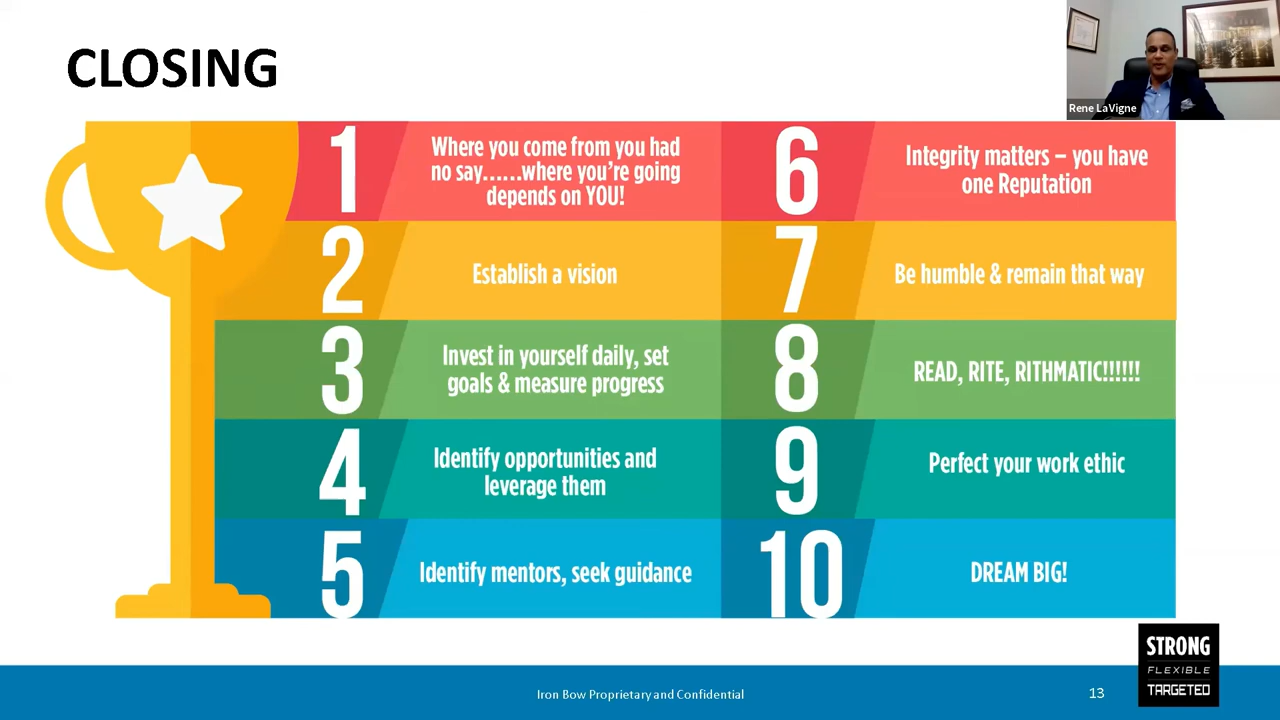 CLOSING
Rene LaVigne
1
Where you come from you had
no say......where you're going
depends on YOU!
2
Establish a vision
3
Invest in yourself daily, set
goals & measure progress
4
Identify opportunities and
leverage them
5
Identify mentors, seek guidance
6
Integrity matters – you have
one Reputation
7
Be humble & remain that way
8
READ, RITE, RITHMATIC!!!!!!
9
Perfect your work ethic
10
DREAM BIG!
Iron Bow Proprietary and Confidential
13
STRONG
FLEXIBLE
TARGETED